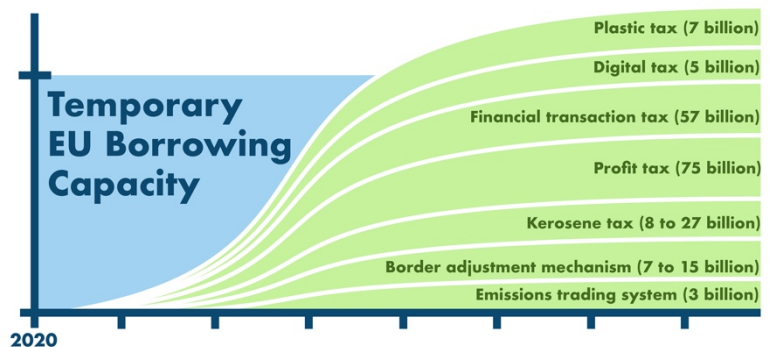 Temporary
EU Borrowing
Capacity
Plastic tax (7 billion)
Digital tax (5 billion)
Financial transaction tax (57 billion)
Profit tax (75 billion)
Kerosene tax (8 to 27 billion)
Border adjustment mechanism (7 to 15 billion)
Emissions trading system (3 billion)
2020